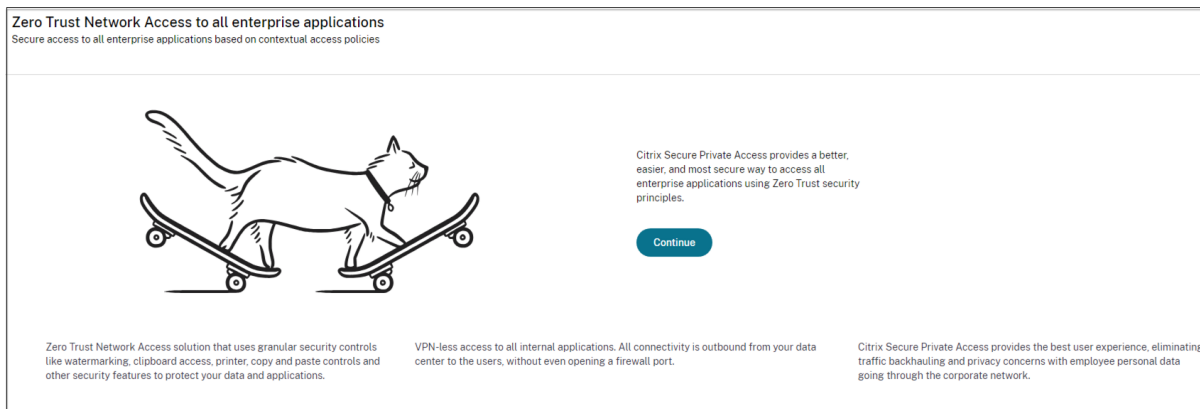 Zero Trust Network Access to all enterprise applications
Secure access to all enterprise applications based on contextual access policies
Citrix Secure Private Access provides a better,
easier, and most secure way to access all
enterprise applications using Zero Trust security
principles.
Continue
Zero Trust Network Access solution that uses granular security controls
like watermarking, clipboard access, printer, copy and paste controls and
other security features to protect your data and applications.
VPN-less access to all internal applications. All connectivity is outbound from your data
center to the users, without even opening a firewall port.
Citrix Secure Private Access provides the best user experience, eliminating
traffic backhauling and privacy concerns with employee personal data
going through the corporate network.